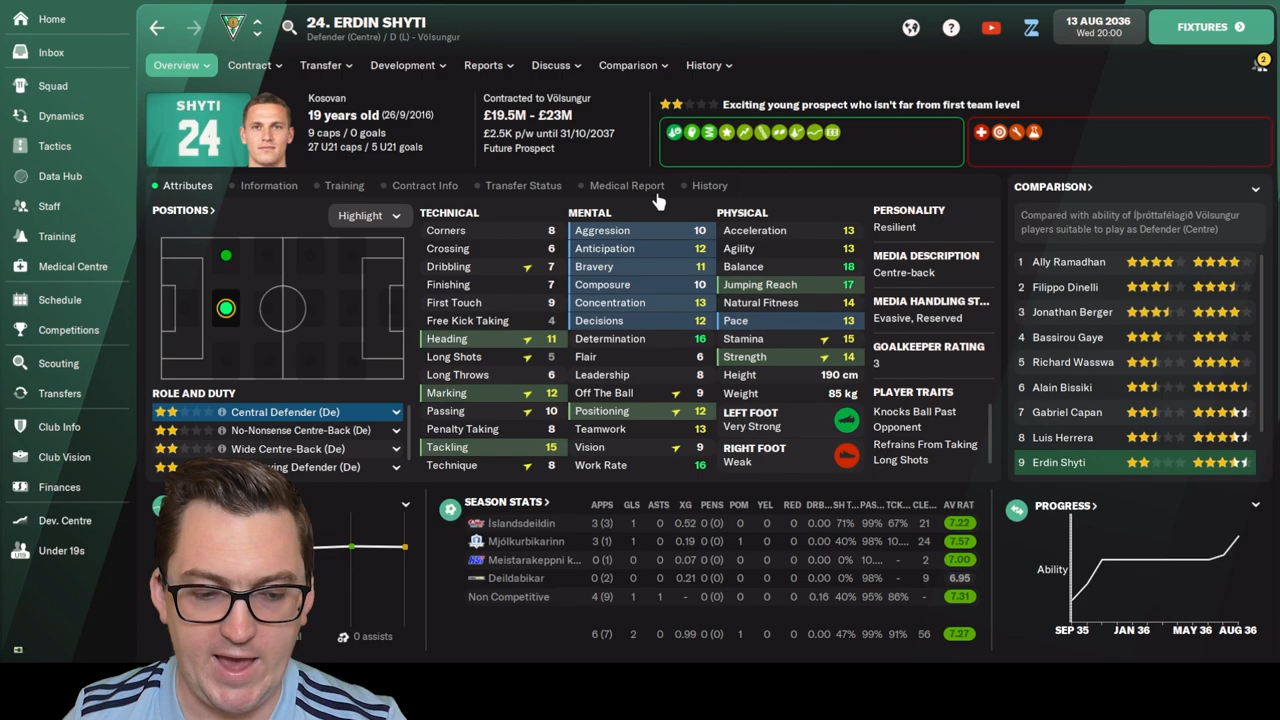 Home
Inbox
Squad
Dynamics
Tactics
Data Hub
Staff
Training
Medical Centre
Schedule
Competitions
Scouting
Transfers
Club Info
Club Vision
Finances
Dev. Centre
Under 19s
24. ERDIN SHYTI
Defender (Centre) / D (L) - Völsungur
13 AUG 2036
Wed 20:00
FIXTURES
2
Overview
Contract
Transfer
Development
Reports
Discuss
Comparison
History
SHYTI
24
Kosovan
19 years old (26/9/2016)
9 caps / 0 goals
27 U21 caps / 5 U21 goals
Contracted to Völsungur
£19.5M - £23M
£2.5K p/w until 31/10/2037
Future Prospect
Exciting young prospect who isn't far from first team level
Attributes
Information
Training
Contract Info
Transfer Status
Medical Report
History
POSITIONS
Highlight
ROLE AND DUTY
Central Defender (De)
No-Nonsense Centre-Back (De)
Wide Centre-Back (De)
TECHNICAL
Corners 8
Crossing 6
Dribbling 7
Finishing 7
First Touch 9
Free Kick Taking 4
Heading 11
Long Shots 5
Long Throws 6
Marking 12
Passing 10
Penalty Taking 8
Tackling 15
Technique 8
MENTAL
Aggression 10
Anticipation 12
Bravery 11
Composure 10
Concentration 13
Decisions 12
Determination 16
Flair 6
Leadership 8
Off The Ball 9
Positioning 12
Teamwork 13
Vision 9
Work Rate 16
PHYSICAL
Acceleration 13
Agility 13
Balance 18
Jumping Reach 17
Natural Fitness 14
Pace 13
Stamina 15
Strength 14
Height 190 cm
Weight 85 kg
LEFT FOOT
Very Strong
RIGHT FOOT
Weak
PERSONALITY
Resilient
MEDIA DESCRIPTION
Centre-back
MEDIA HANDLING ST...
Evasive, Reserved
GOALKEEPER RATING
3
PLAYER TRAITS
Knocks Ball Past
Opponent
Refrains From Taking
Long Shots
COMPARISON
Compared with ability of Íþróttafélagið Völsungur
players suitable to play as Defender (Centre)
1 Ally Ramadhan
2 Filippo Dinelli
3 Jonathan Berger
4 Bassirou Gaye
5 Richard Wasswa
6 Alain Bissiki
7 Gabriel Capan
8 Luis Herrera
9 Erdin Shyti
0 assists
SEASON STATS
APPS GLS ASTS XG PENS POM YEL RED DRB... SH T... PAS... TCK... CLE... AV RAT
Íslandsdeildin 3 (3) 1 0 0.52 0 (0) 0 0 0 0.00 71% 99% 67% 21 7.22
Mjólkurbikarinn 3 (1) 1 0 0.19 0 (0) 1 0 0 0.00 40% 98% 10.... 24 7.57
Meistarakeppni k... 0 (1) 0 0 0.07 0 (0) 0 0 0 0.00 0% 10.... - 2 7.00
Deildabikar 0 (2) 0 0 0.21 0 (0) 0 0 0 0.00 0% 98% - 9 6.95
Non Competitive 4 (9) 1 1 - 0 (0) 0 0 0 0.16 40% 95% 86% - 7.31
6 (7) 2 0 0.99 0 (0) 1 0 0 0.00 47% 99% 91% 56 7.27
PROGRESS
Ability
SEP 35
JAN 36
MAY 36
AUG 36